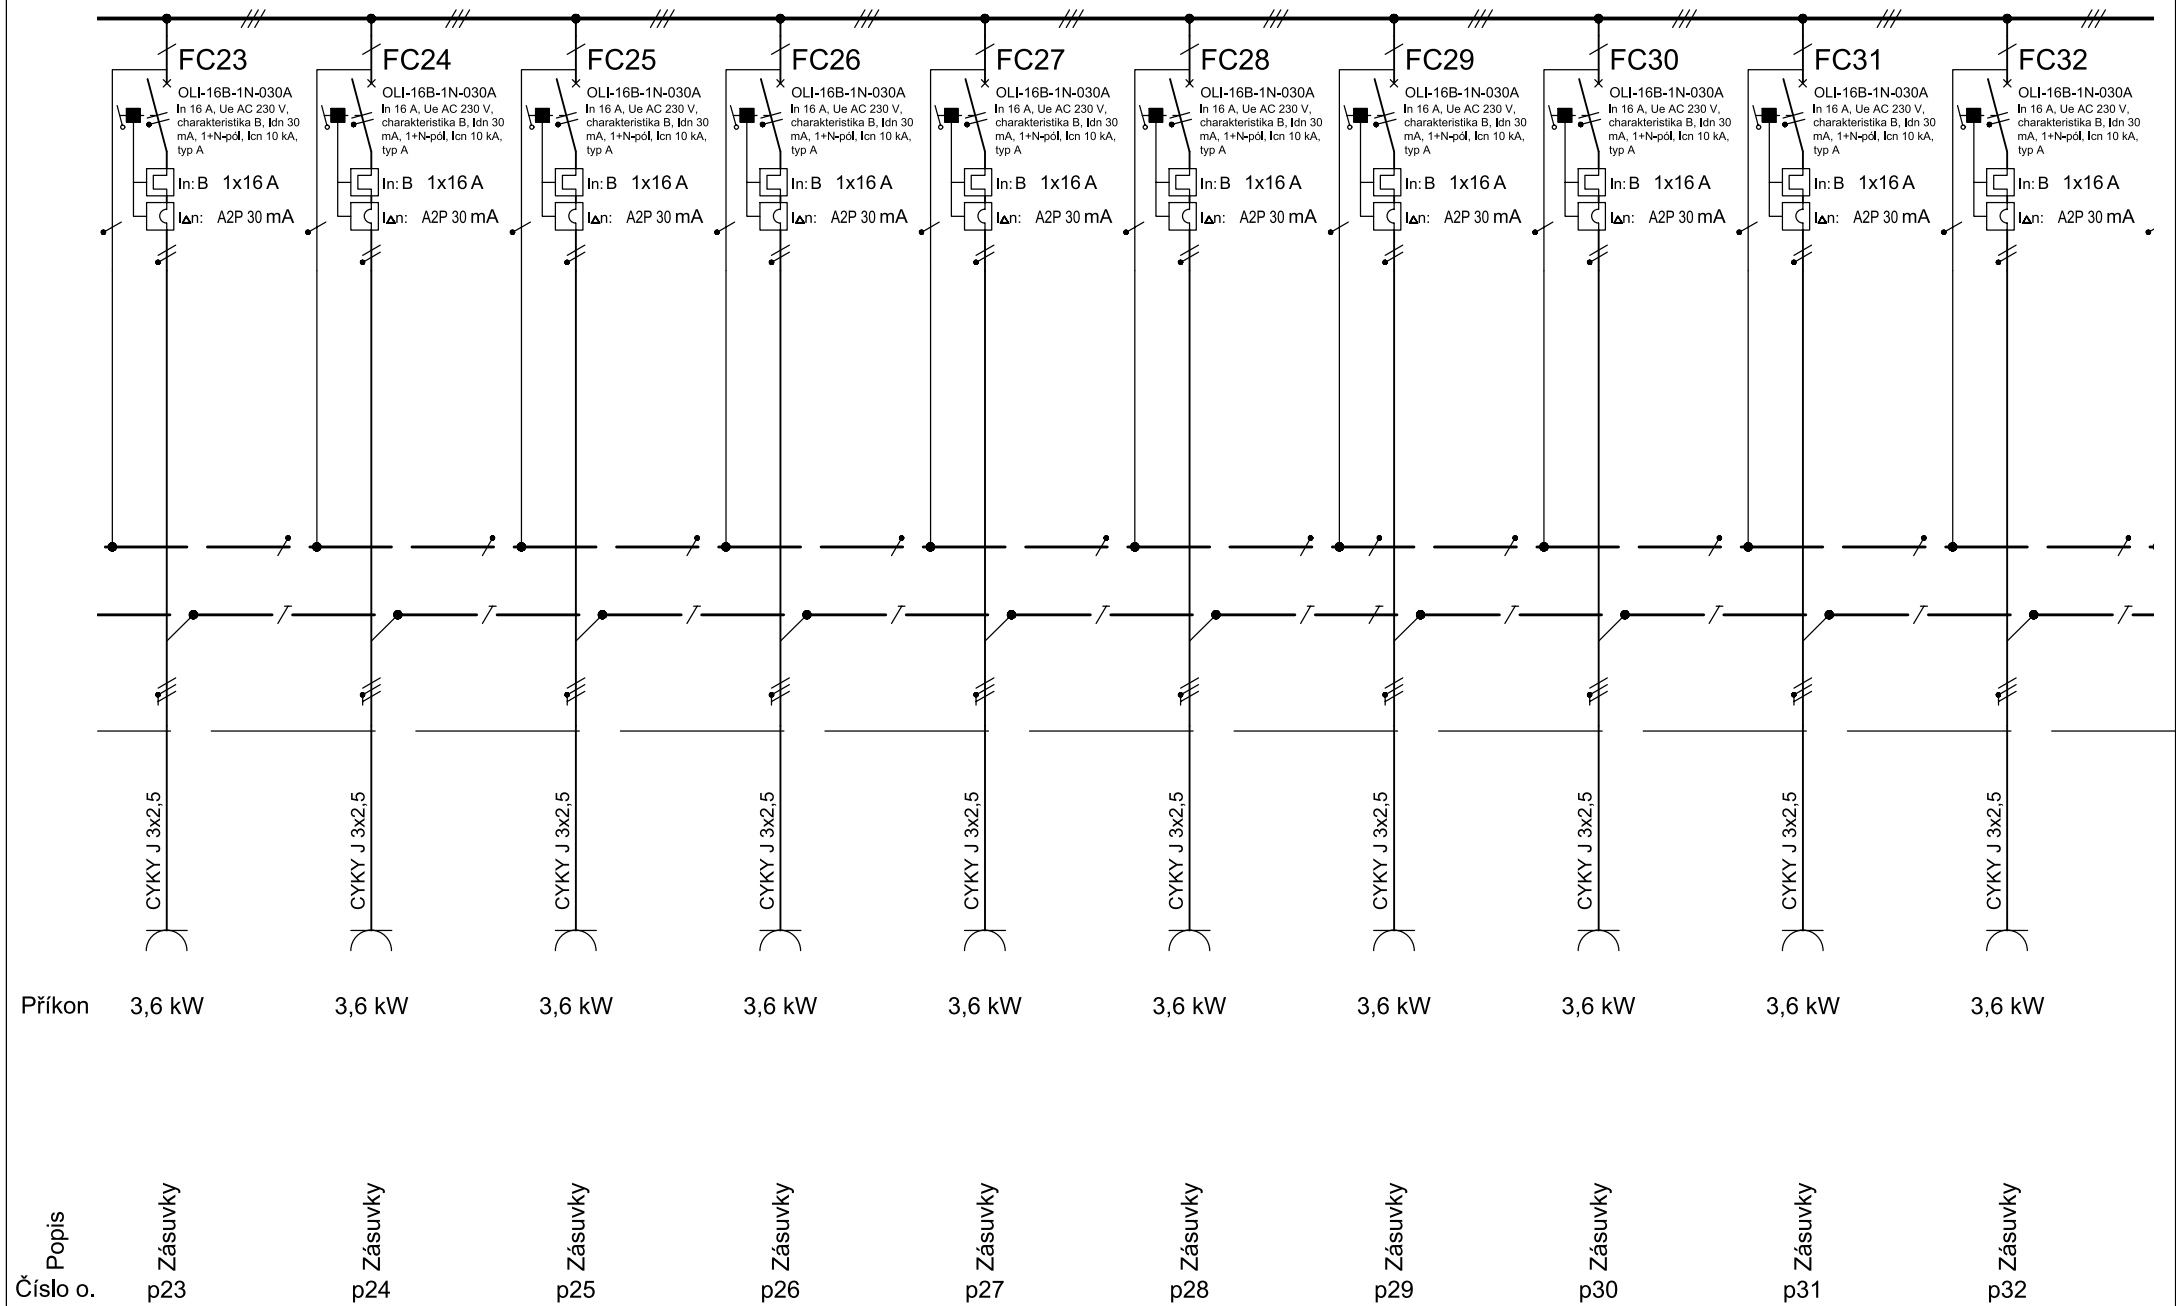 FC23 FC24 FC25 FC26 FC27 FC28 FC29 FC30 FC31 FC32
OLI-16B-1N-030A OLI-16B-1N-030A OLI-16B-1N-030A OLI-16B-1N-030A OLI-16B-1N-030A OLI-16B-1N-030A OLI-16B-1N-030A OLI-16B-1N-030A OLI-16B-1N-030A OLI-16B-1N-030A
In 16 A, Ue AC 230 V, In 16 A, Ue AC 230 V, In 16 A, Ue AC 230 V, In 16 A, Ue AC 230 V, In 16 A, Ue AC 230 V, In 16 A, Ue AC 230 V, In 16 A, Ue AC 230 V, In 16 A, Ue AC 230 V, In 16 A, Ue AC 230 V, In 16 A, Ue AC 230 V,
charakteristika B, Idn 30 charakteristika B, Idn 30 charakteristika B, Idn 30 charakteristika B, Idn 30 charakteristika B, Idn 30 charakteristika B, Idn 30 charakteristika B, Idn 30 charakteristika B, Idn 30 charakteristika B, Idn 30 charakteristika B, Idn 30
mA, 1+N-pól, Icn 10 kA, mA, 1+N-pól, Icn 10 kA, mA, 1+N-pól, Icn 10 kA, mA, 1+N-pól, Icn 10 kA, mA, 1+N-pól, Icn 10 kA, mA, 1+N-pól, Icn 10 kA, mA, 1+N-pól, Icn 10 kA, mA, 1+N-pól, Icn 10 kA, mA, 1+N-pól, Icn 10 kA, mA, 1+N-pól, Icn 10 kA,
typ A typ A typ A typ A typ A typ A typ A typ A typ A typ A
In: B 1x16 A In: B 1x16 A In: B 1x16 A In: B 1x16 A In: B 1x16 A In: B 1x16 A In: B 1x16 A In: B 1x16 A In: B 1x16 A In: B 1x16 A
IΔn: A2P 30 mA IΔn: A2P 30 mA IΔn: A2P 30 mA IΔn: A2P 30 mA IΔn: A2P 30 mA IΔn: A2P 30 mA IΔn: A2P 30 mA IΔn: A2P 30 mA IΔn: A2P 30 mA IΔn: A2P 30 mA
CYKY J 3x2,5 CYKY J 3x2,5 CYKY J 3x2,5 CYKY J 3x2,5 CYKY J 3x2,5 CYKY J 3x2,5 CYKY J 3x2,5 CYKY J 3x2,5 CYKY J 3x2,5 CYKY J 3x2,5
Příkon 3,6 kW 3,6 kW 3,6 kW 3,6 kW 3,6 kW 3,6 kW 3,6 kW 3,6 kW 3,6 kW 3,6 kW
Popis Zásuvky Zásuvky Zásuvky Zásuvky Zásuvky Zásuvky Zásuvky Zásuvky Zásuvky Zásuvky
Číslo o. p23 p24 p25 p26 p27 p28 p29 p30 p31 p32